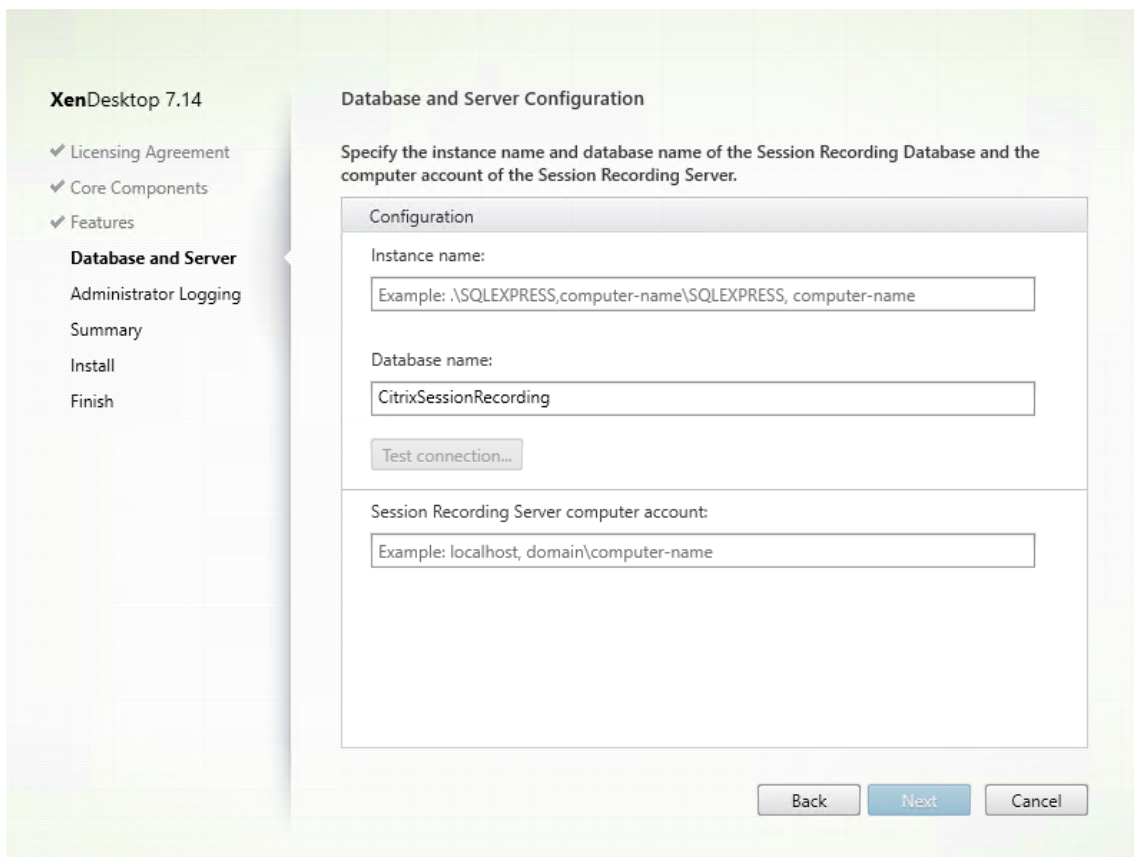 XenDesktop 7.14
Licensing Agreement
Core Components
Features
Database and Server
Administrator Logging
Summary
Install
Finish
Database and Server Configuration
Specify the instance name and database name of the Session Recording Database and the
computer account of the Session Recording Server.
Configuration
Instance name:
Example: .\SQLEXPRESS,computer-name\SQLEXPRESS, computer-name
Database name:
CitrixSessionRecording
Test connection...
Session Recording Server computer account:
Example: localhost, domain\computer-name
Back
Next
Cancel